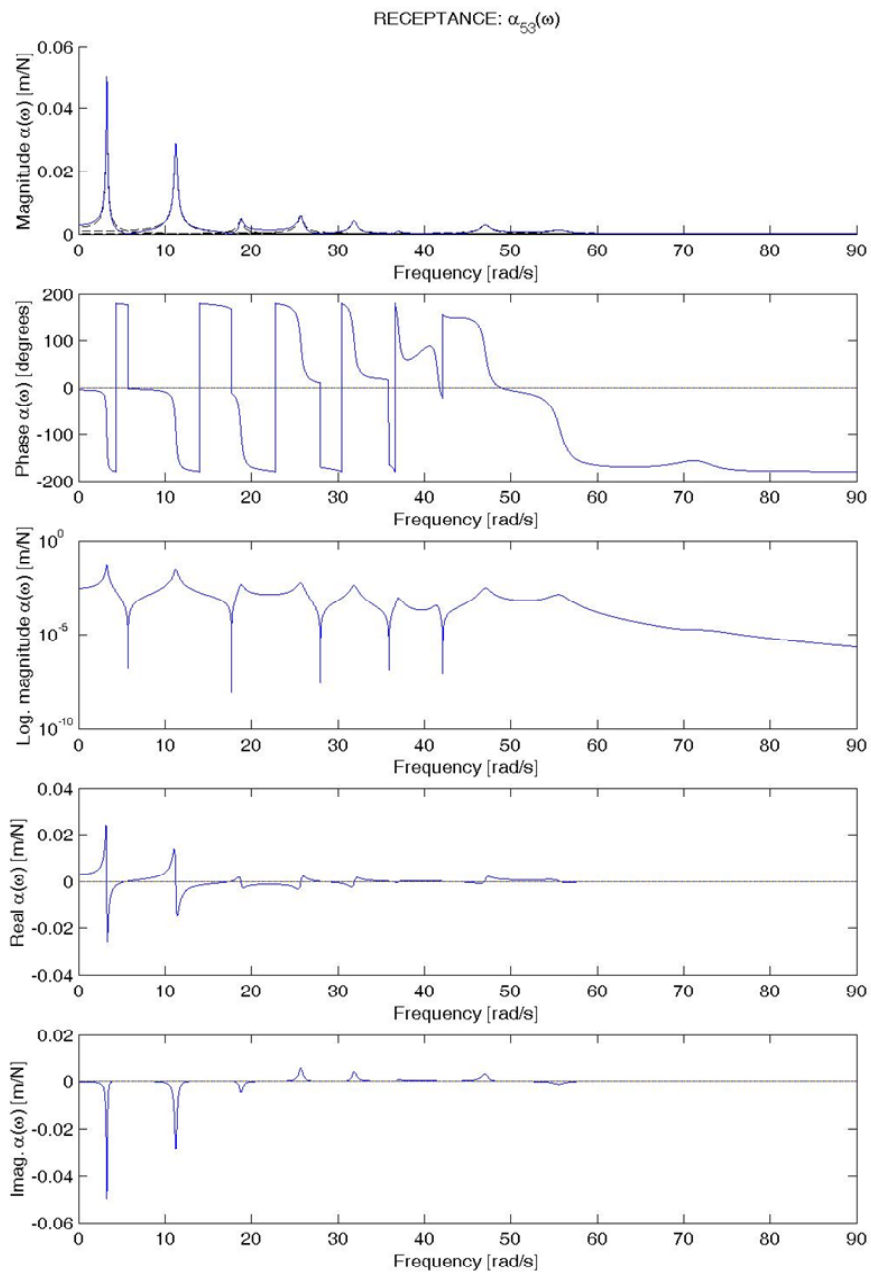 RECEPTANCE: α53(ω)
Magnitude α(ω) [m/N]
0.06
0.04
0.02
0
0 10 20 30 40 50 60 70 80 90
Frequency [rad/s]
Phase α(ω) [degrees]
200
100
0
-100
-200
0 10 20 30 40 50 60 70 80 90
Frequency [rad/s]
Log. magnitude α(ω) [m/N]
10^0
10^-5
10^-10
0 10 20 30 40 50 60 70 80 90
Frequency [rad/s]
Real α(ω) [m/N]
0.04
0.02
0
-0.02
-0.04
0 10 20 30 40 50 60 70 80 90
Frequency [rad/s]
Imag. α(ω) [m/N]
0.02
0
-0.02
-0.04
-0.06
0 10 20 30 40 50 60 70 80 90
Frequency [rad/s]